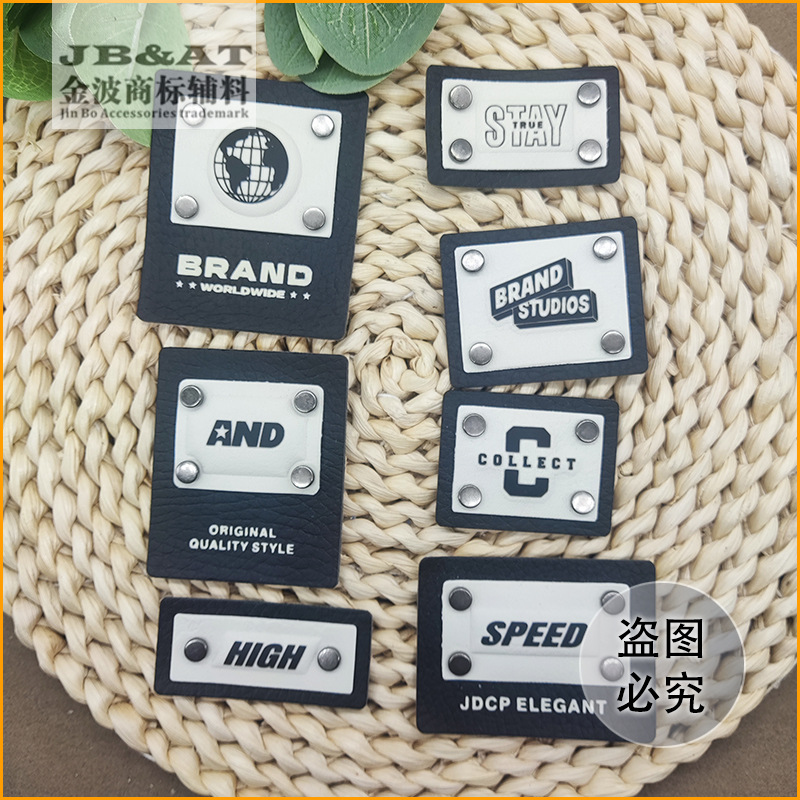 JB&AT
金波商标辅料
Jin Bo Accessories trademark
BRAND
WORLDWIDE
STAY
TRUE
BRAND
STUDIOS
AND
ORIGINAL
QUALITY STYLE
C
COLLECT
HIGH
SPEED
JDCP ELEGANT
盗图
必究